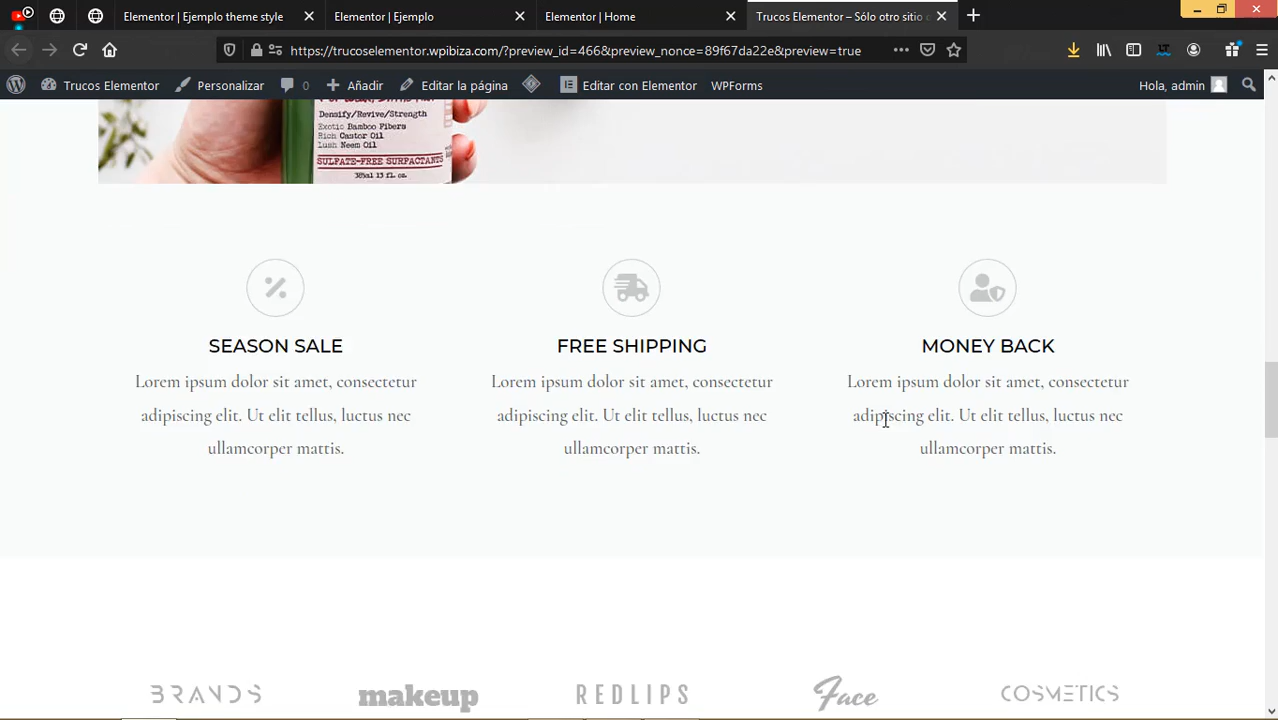 Elementor | Ejemplo theme style
Elementor | Ejemplo
Elementor | Home
Trucos Elementor – Sólo otro sitio
https://trucoselementor.wpibiza.com/?preview_id=466&preview_nonce=89f67da22e&preview=true
Trucos Elementor
Personalizar
0
Añadir
Editar la página
Editar con Elementor
WPForms
Hola, admin
Densify/Revive/Strength
Exotic Bamboo Fibers
Rich Castor Oil
Lush Neem Oil
SULFATE-FREE SURFACTANTS
385ml 13 fl. oz.
SEASON SALE
Lorem ipsum dolor sit amet, consectetur
adipiscing elit. Ut elit tellus, luctus nec
ullamcorper mattis.
FREE SHIPPING
Lorem ipsum dolor sit amet, consectetur
adipiscing elit. Ut elit tellus, luctus nec
ullamcorper mattis.
MONEY BACK
Lorem ipsum dolor sit amet, consectetur
adipiscing elit. Ut elit tellus, luctus nec
ullamcorper mattis.
BRANDS
makeup
REDLIPS
Face
COSMETICS